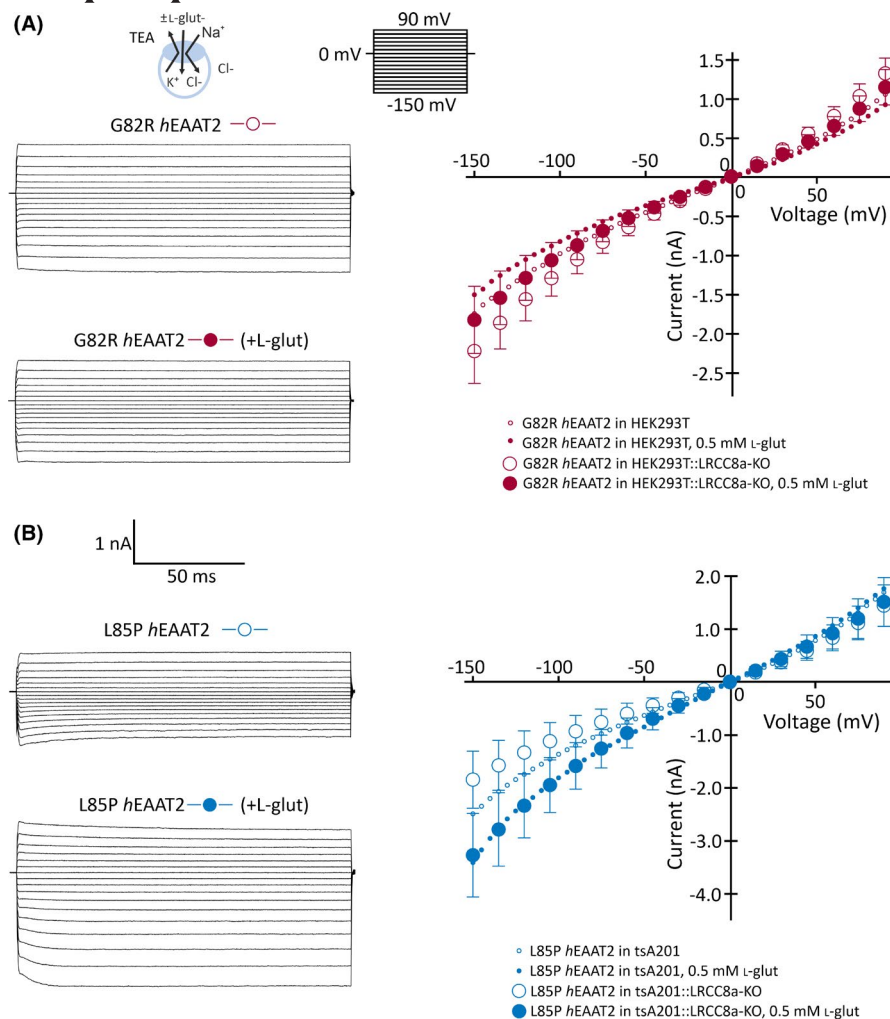 (A)
±L-glut-
TEA
Na⁺
Cl-
K⁺
Cl-
90 mV
0 mV
-150 mV
G82R hEAAT2
G82R hEAAT2 (+L-glut)
1.5
1.0
0.5
-150
-100
-50
0
0
50
Voltage (mV)
-0.5
-1.0
-1.5
-2.0
-2.5
Current (nA)
G82R hEAAT2 in HEK293T
G82R hEAAT2 in HEK293T, 0.5 mM L-glut
G82R hEAAT2 in HEK293T::LRCC8a-KO
G82R hEAAT2 in HEK293T::LRCC8a-KO, 0.5 mM L-glut
(B)
1 nA
50 ms
L85P hEAAT2
L85P hEAAT2 (+L-glut)
2.0
1.0
-150
-100
-50
0
0
50
Voltage (mV)
-1.0
-2.0
-3.0
-4.0
Current (nA)
L85P hEAAT2 in tsA201
L85P hEAAT2 in tsA201, 0.5 mM L-glut
L85P hEAAT2 in tsA201::LRCC8a-KO
L85P hEAAT2 in tsA201::LRCC8a-KO, 0.5 mM L-glut